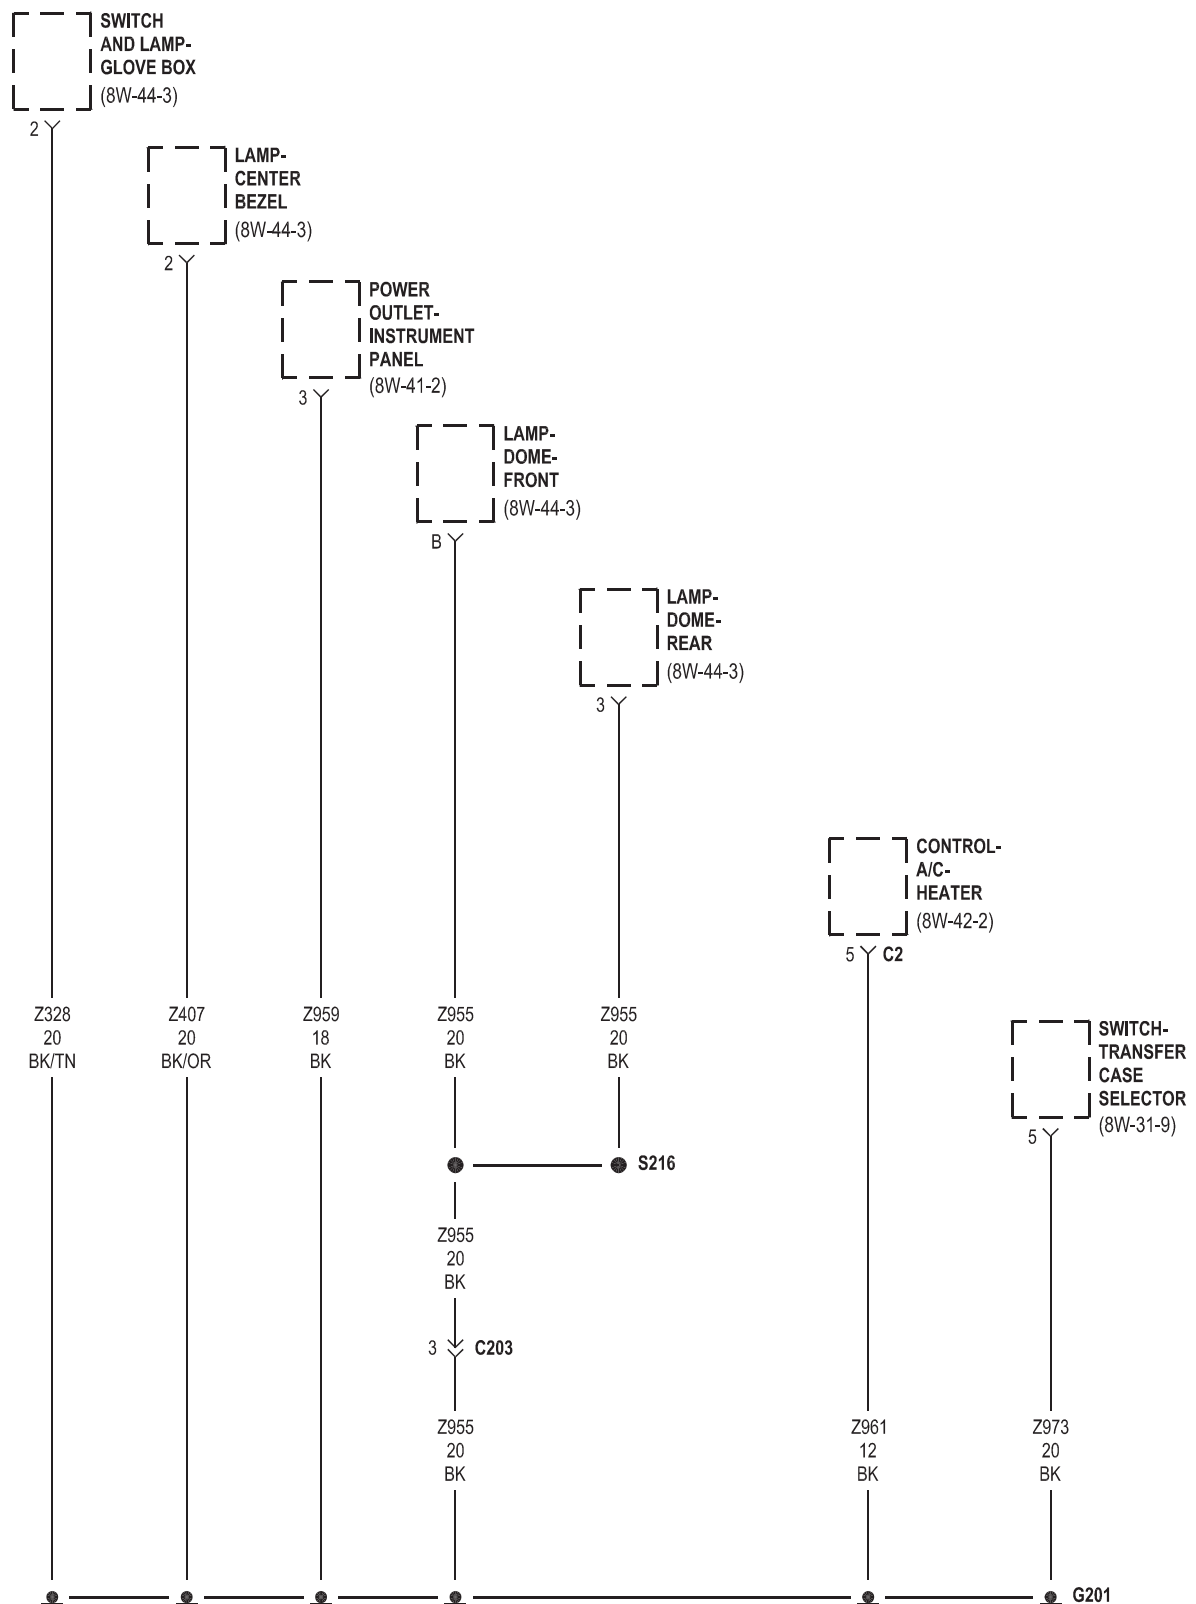 SWITCH
AND LAMP-
GLOVE BOX
(8W-44-3)
2
LAMP-
CENTER
BEZEL
(8W-44-3)
2
POWER
OUTLET-
INSTRUMENT
PANEL
(8W-41-2)
3
LAMP-
DOME-
FRONT
(8W-44-3)
B
LAMP-
DOME-
REAR
(8W-44-3)
3
CONTROL-
A/C-
HEATER
(8W-42-2)
5 C2
Z328
20
BK/TN
Z407
20
BK/OR
Z959
18
BK
Z955
20
BK
Z955
20
BK
SWITCH-
TRANSFER
CASE
SELECTOR
(8W-31-9)
5
S216
Z955
20
BK
3 C203
Z955
20
BK
Z961
12
BK
Z973
20
BK
G201